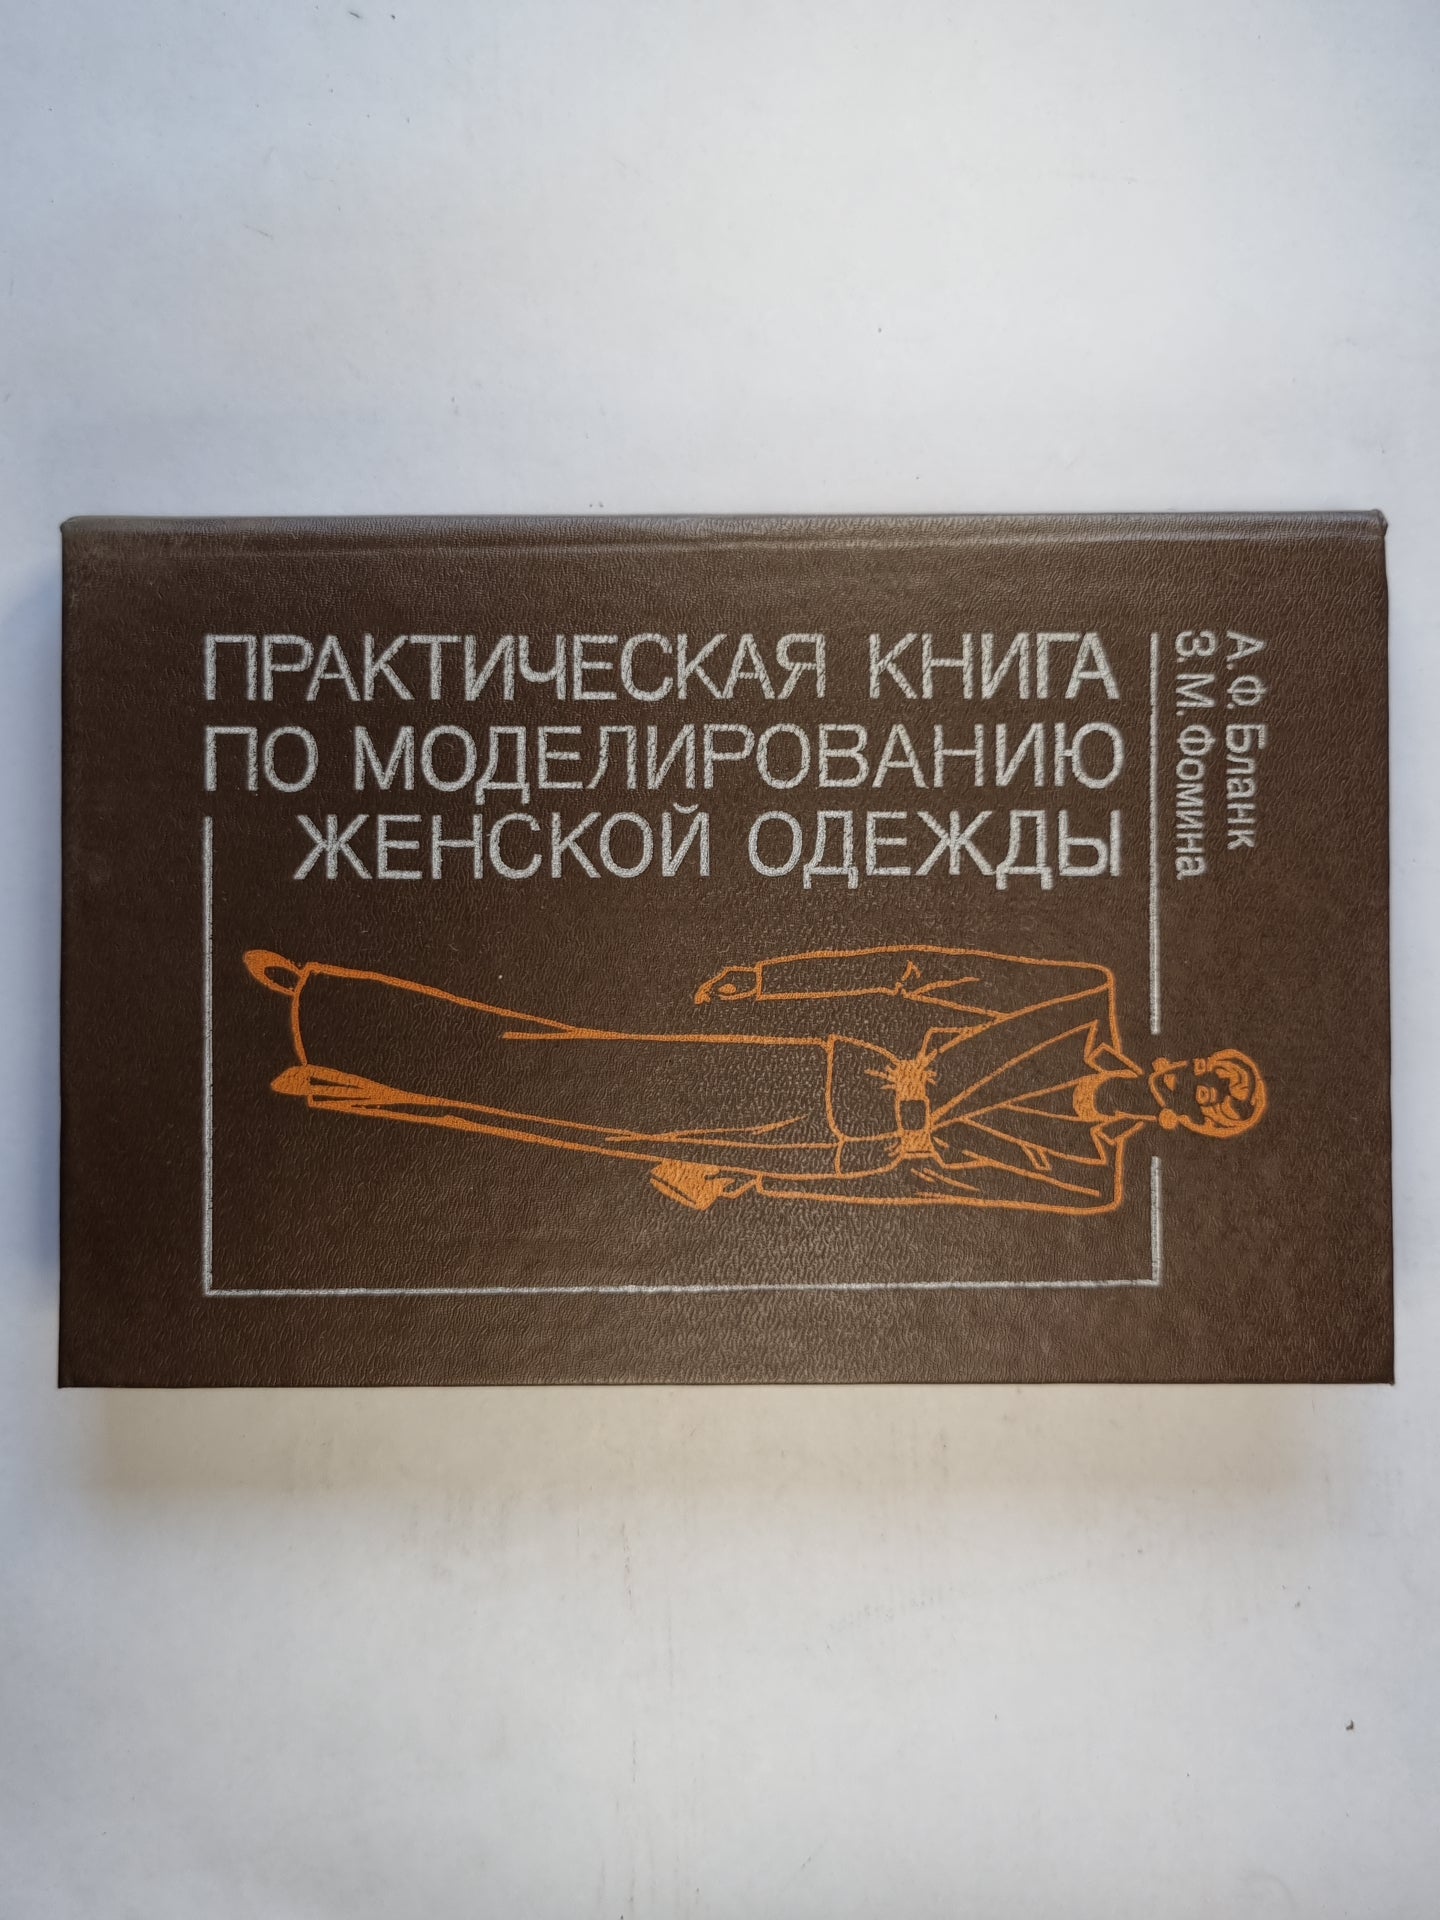 А. Ф. Бланк
З. М. Фомина
ПРАКТИЧЕСКАЯ КНИГА
ПО МОДЕЛИРОВАНИЮ
ЖЕНСКОЙ ОДЕЖДЫ